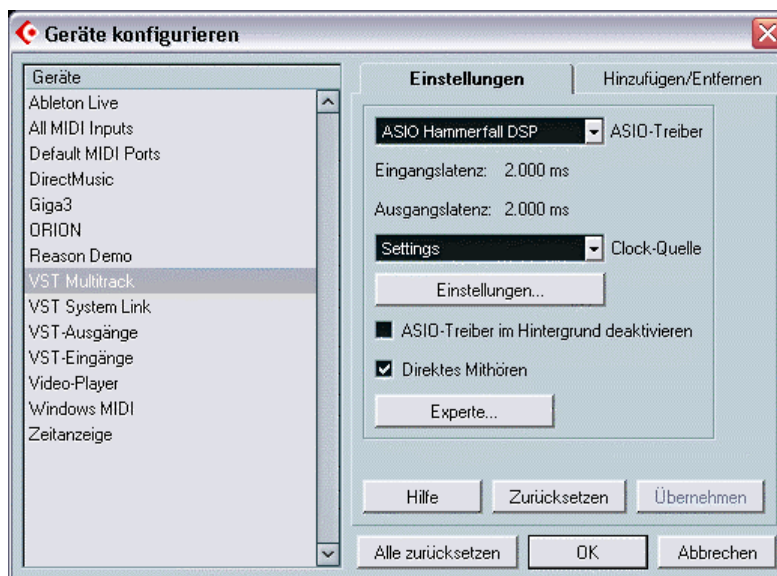 Geräte konfigurieren
Geräte
Ableton Live
All MIDI Inputs
Default MIDI Ports
DirectMusic
Giga3
ORION
Reason Demo
VST Multitrack
VST System Link
VST-Ausgänge
VST-Eingänge
Video-Player
Windows MIDI
Zeitanzeige
Einstellungen
Hinzufügen/Entfernen
ASIO Hammerfall DSP ASIO-Treiber
Eingangslatenz: 2.000 ms
Ausgangslatenz: 2.000 ms
Settings Clock-Quelle
Einstellungen...
ASIO-Treiber im Hintergrund deaktivieren
Direktes Mithören
Experte...
Hilfe
Zurücksetzen
Übernehmen
Alle zurücksetzen
OK
Abbrechen